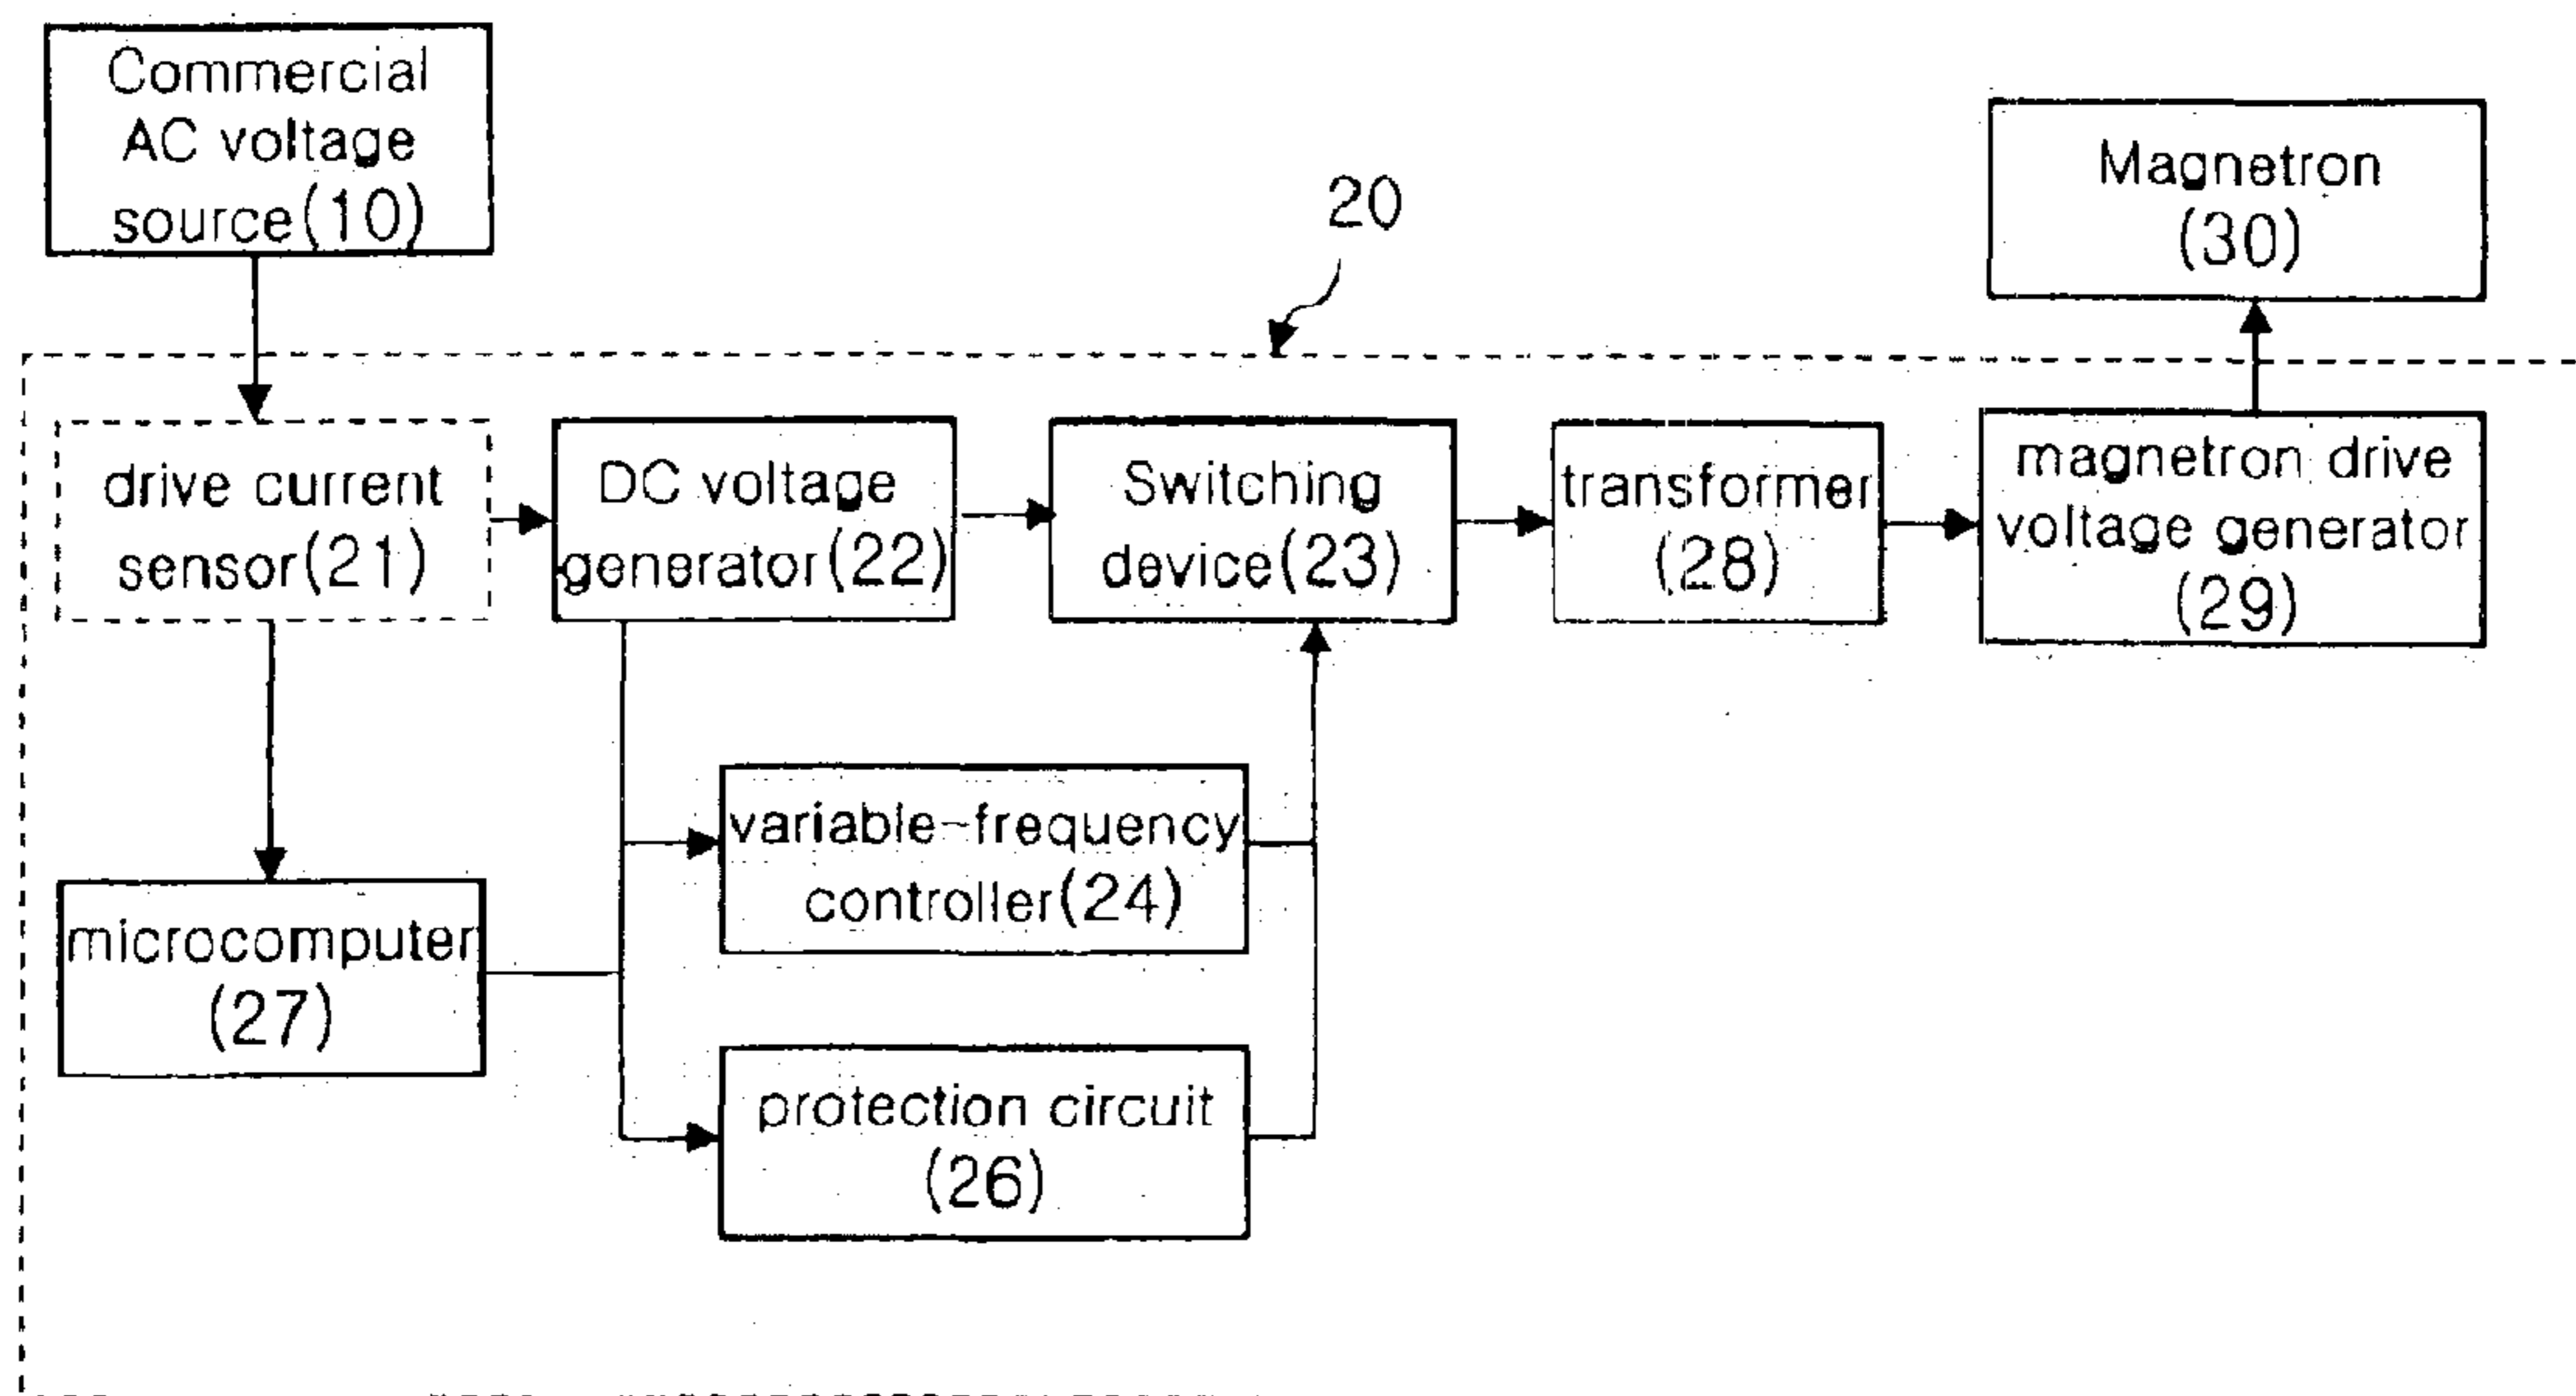 Commercial
AC voltage
source(10)
20
Magnetron
(30)
drive current
sensor(21)
DC voltage
generator(22)
Switching
device(23)
transformer
(28)
magnetron drive
voltage generator
(29)
variable-frequency
controller(24)
microcomputer
(27)
protection circuit
(26)